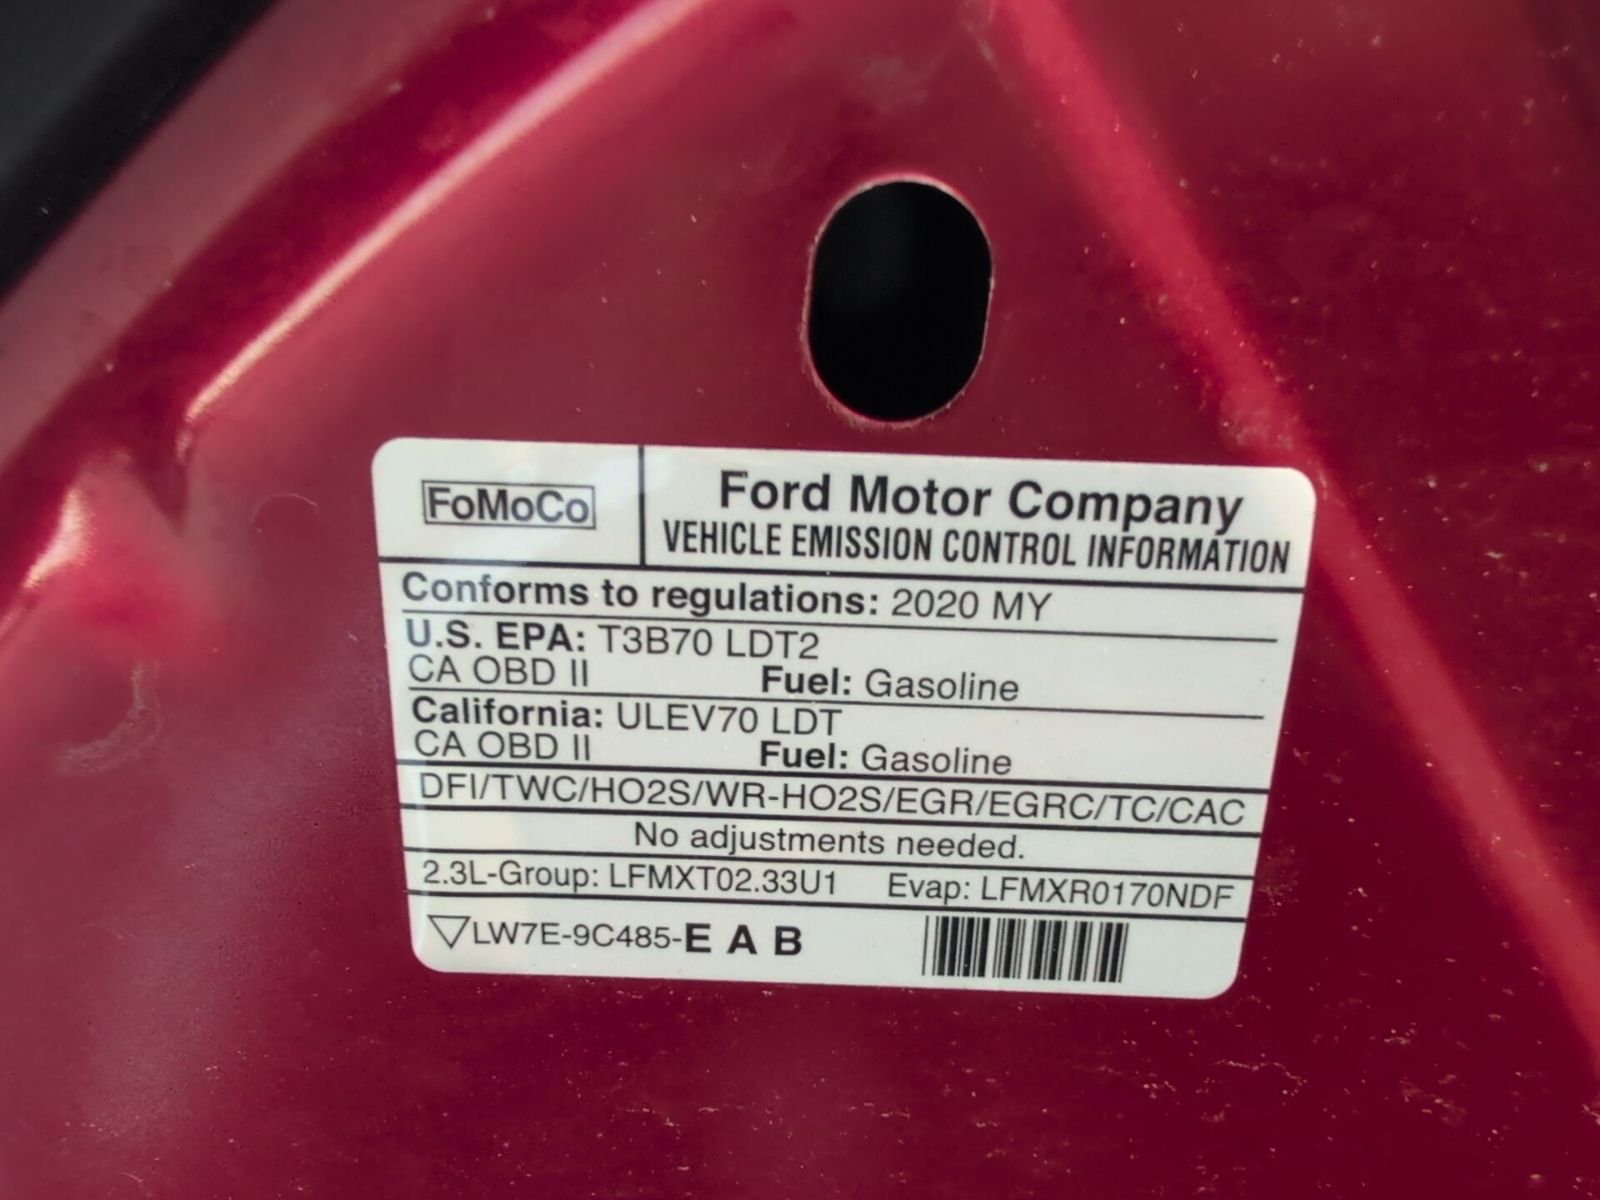 FoMoCo
Ford Motor Company
VEHICLE EMISSION CONTROL INFORMATION
Conforms to regulations: 2020 MY
U.S. EPA: T3B70 LDT2
CA OBD II Fuel: Gasoline
California: ULEV70 LDT
CA OBD II Fuel: Gasoline
DFI/TWC/HO2S/WR-HO2S/EGR/EGRC/TC/CAC
No adjustments needed.
2.3L-Group: LFMXT02.33U1 Evap: LFMXR0170NDF
LW7E-9C485-E A B